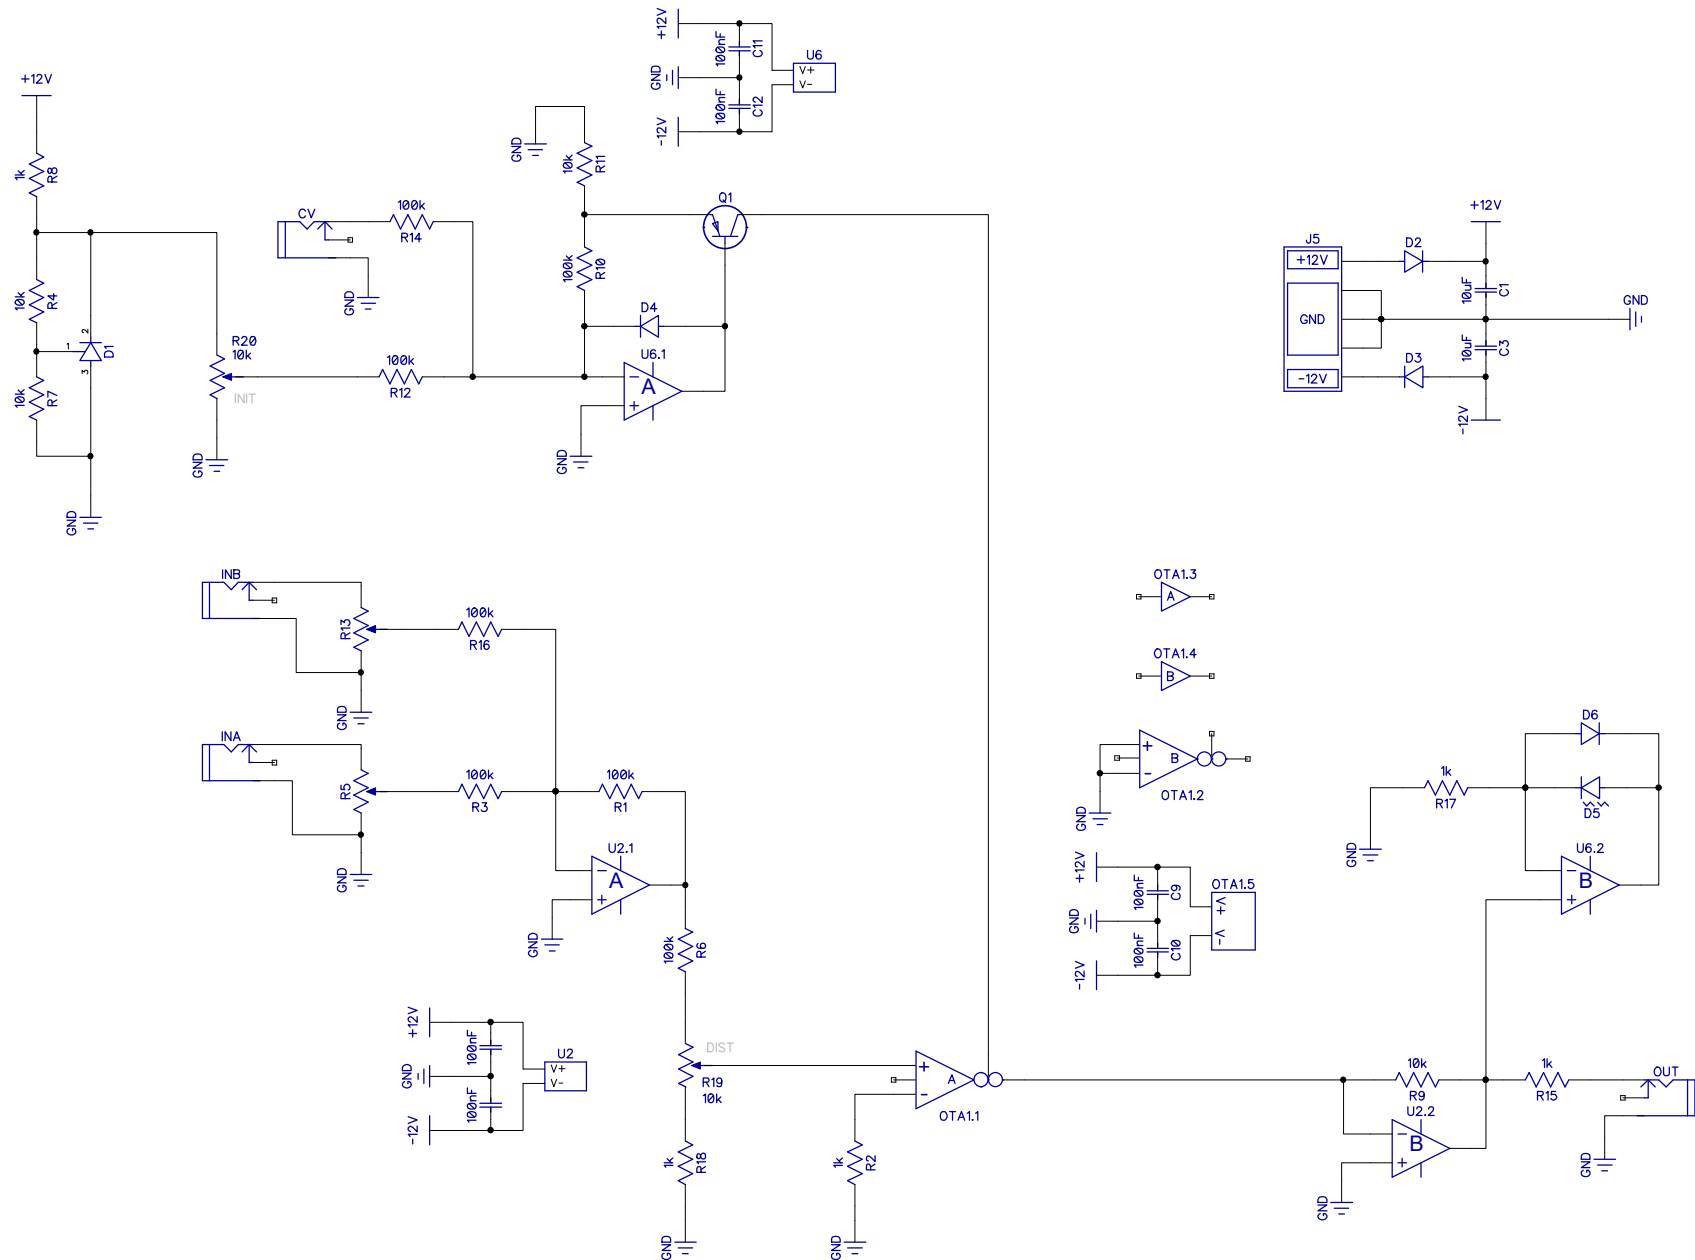 +12V
GND
-12V
100nF
C11
100nF
C12
U6
V+
V-
+12V
1k
R8
10k
R4
10k
R7
1
2
3
D1
GND
R20
10k
INIT
GND
CV
100k
R14
GND
100k
R12
GND
10k
R11
100k
R10
D4
Q1
U6.1
A
-
+
GND
J5
+12V
GND
-12V
D2
D3
+12V
10uF
C1
10uF
C3
-12V
GND
INB
R13
100k
R16
GND
INA
R5
100k
R3
GND
100k
R1
U2.1
A
-
+
GND
100k
R6
DIST
R19
10k
1k
R18
GND
+12V
GND
-12V
100nF
100nF
U2
V+
V-
OTA1.3
A
OTA1.4
B
+
B
-
OTA1.2
GND
+12V
GND
-12V
100nF
C9
100nF
C10
OTA1.5
V+
V-
+
A
-
OTA1.1
1k
R2
GND
D6
1k
R17
D5
GND
U6.2
B
-
+
10k
R9
U2.2
B
-
+
GND
1k
R15
OUT
GND